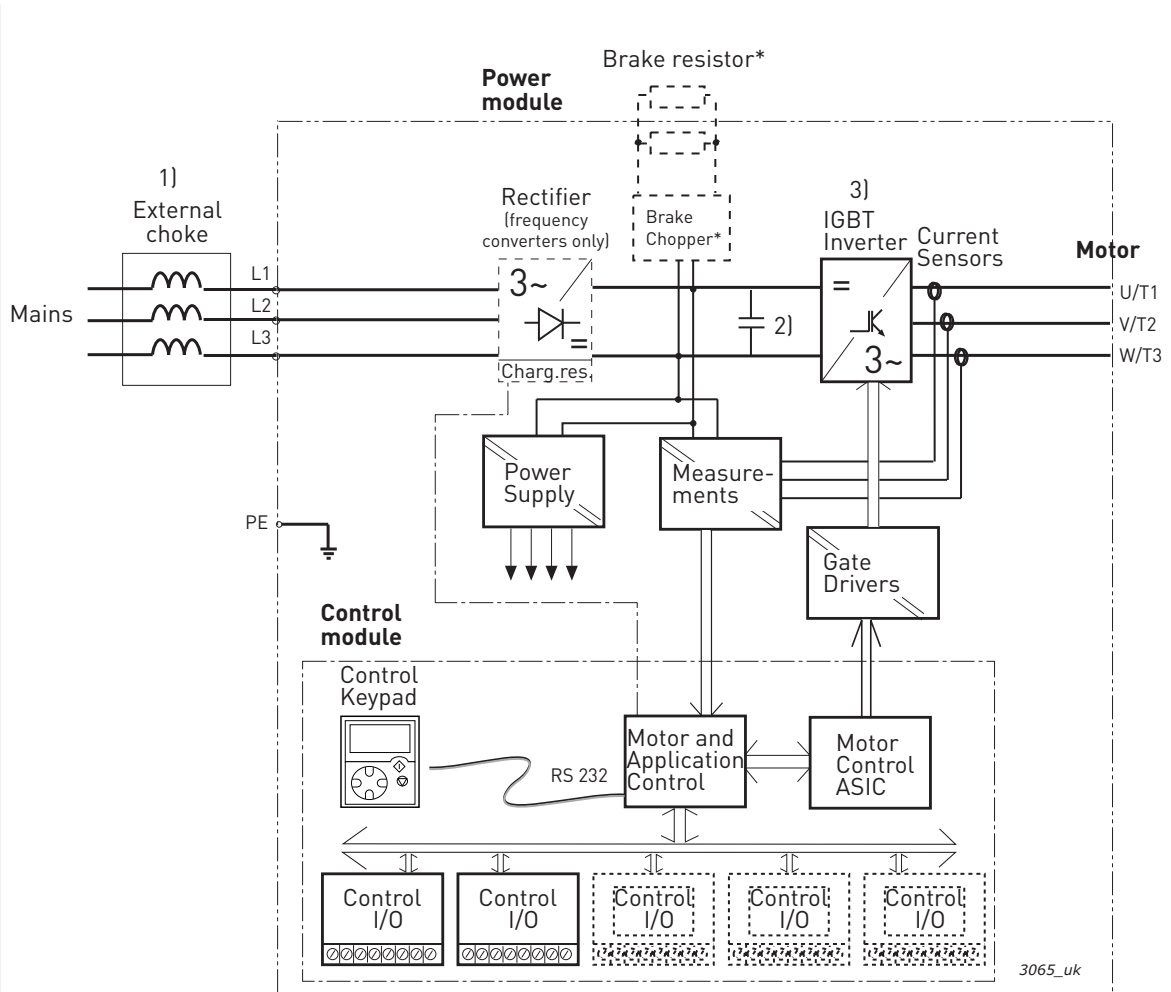 Brake resistor*
Power
module
1)
External
choke
Rectifier
(frequency
converters only)
Brake
Chopper*
3)
IGBT
Inverter
Current
Sensors
Motor
Mains
L1
L2
L3
3~
=
Charg.res.
2)
=
3~
U/T1
V/T2
W/T3
Power
Supply
Measure-
ments
PE
Gate
Drivers
Control
module
Control
Keypad
RS 232
Motor and
Application
Control
Motor
Control
ASIC
Control
I/O
Control
I/O
Control
I/O
Control
I/O
Control
I/O
3065_uk